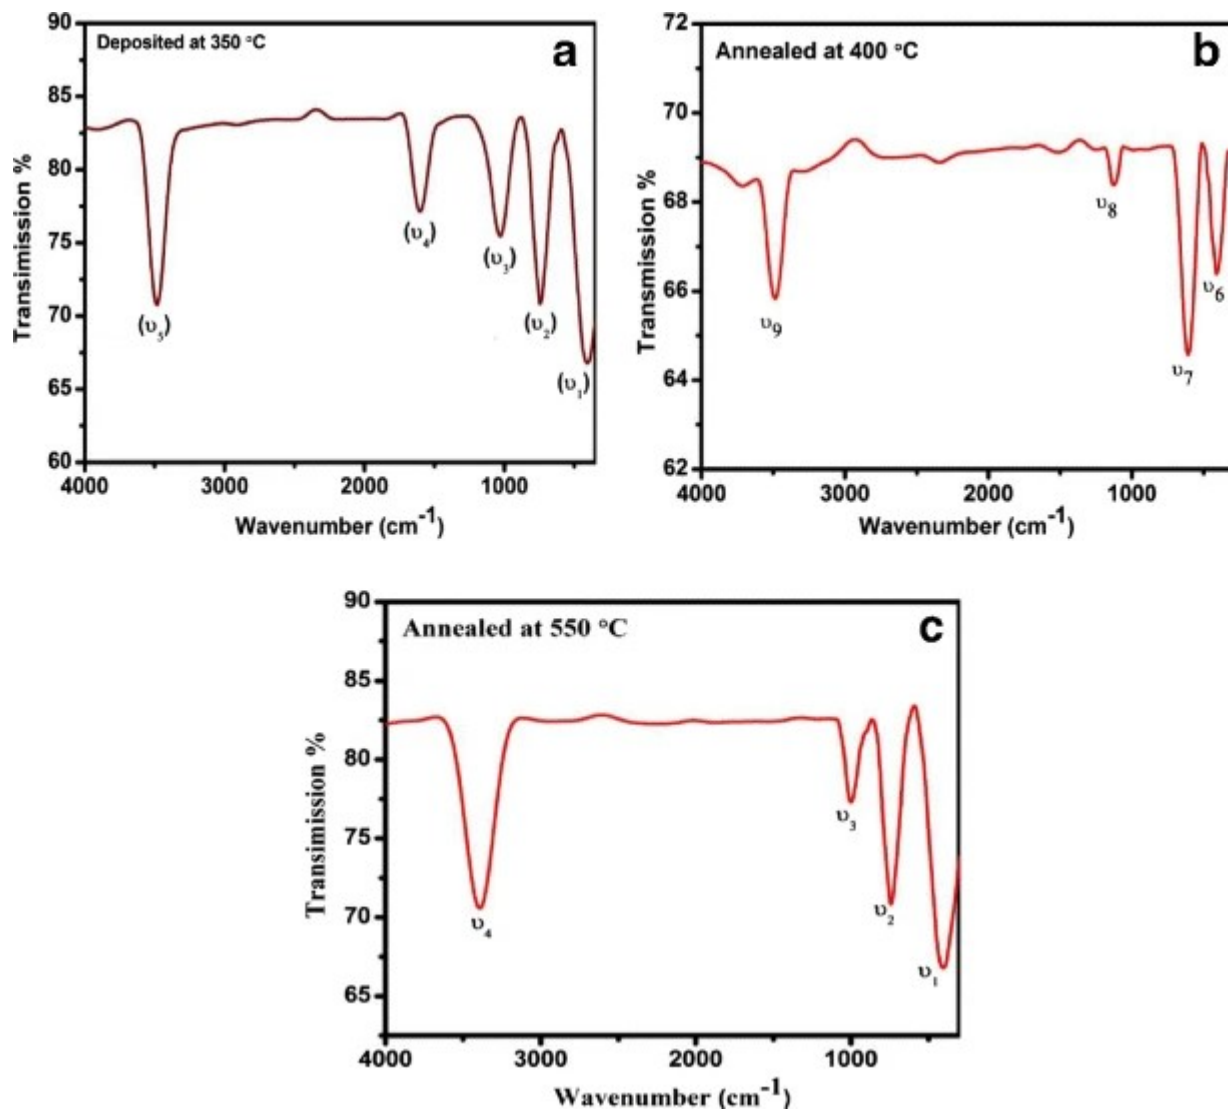 90
Deposited at 350 °C
a
85
80
75
70
65
60
Transimission %
(υ₅)
(υ₄)
(υ₃)
(υ₂)
(υ₁)
4000 3000 2000 1000
Wavenumber (cm⁻¹)
72
Annealed at 400 °C
b
70
68
66
64
62
Transmission %
υ₉
υ₈
υ₇
υ₆
4000 3000 2000 1000
Wavenumber (cm⁻¹)
90
Annealed at 550 °C
c
85
80
75
70
65
Transimission %
υ₄
υ₃
υ₂
υ₁
4000 3000 2000 1000
Wavenumber (cm⁻¹)